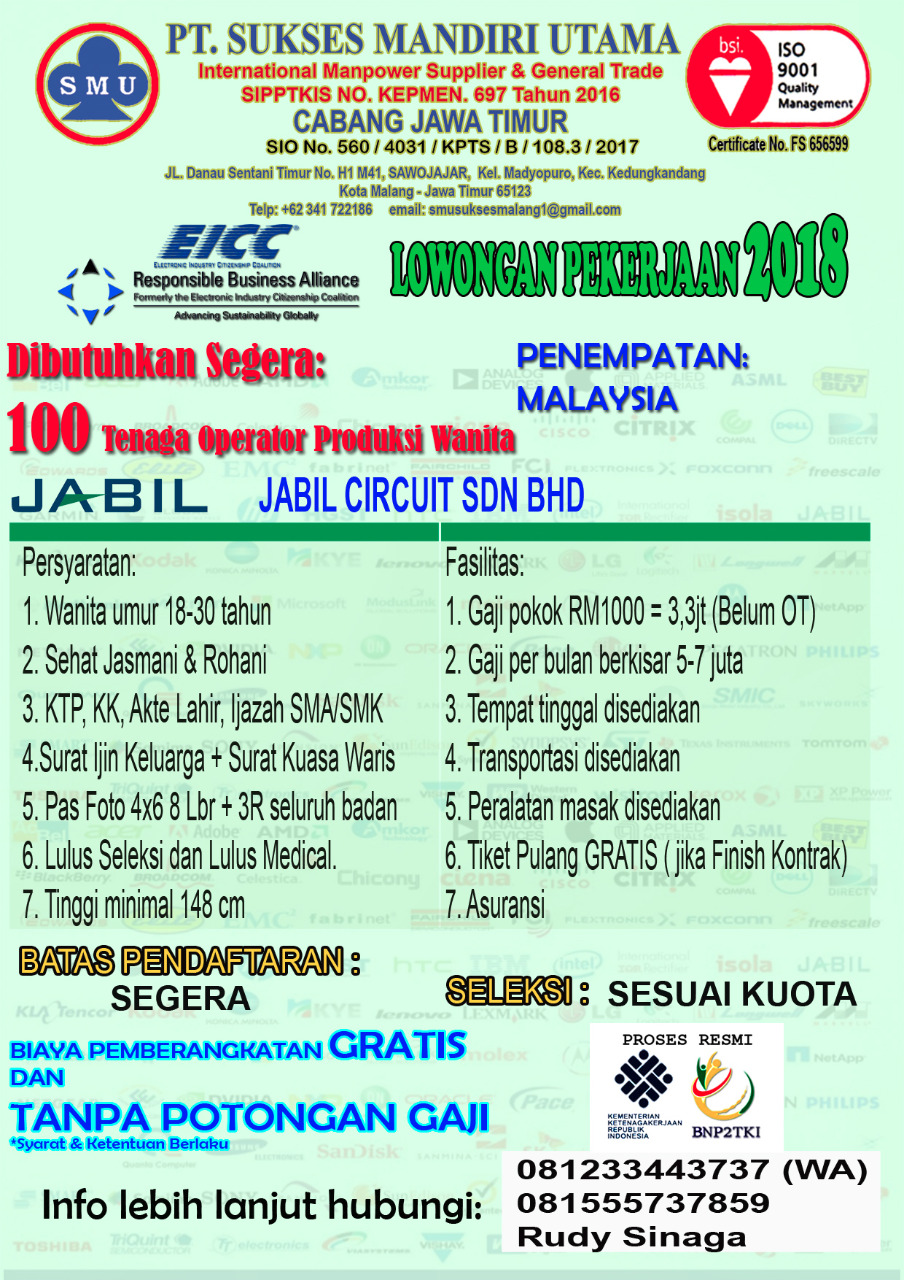 SMU
PT. SUKSES MANDIRI UTAMA
International Manpower Supplier & General Trade
SIPPTKIS NO. KEPMEN. 697 Tahun 2016
CABANG JAWA TIMUR
SIO No. 560 / 4031 / KPTS / B / 108.3 / 2017
bsi.
ISO
9001
Quality
Management
Certificate No. FS 656599
JL. Danau Sentani Timur No. H1 M41, SAWOJAJAR, Kel. Madyopuro, Kec. Kedungkandang
Kota Malang - Jawa Timur 65123
Telp: +62 341 722186 email: smusuksesmalang1@gmail.com
EICC
ELECTRONIC INDUSTRY CITIZENSHIP COALITION
Responsible Business Alliance
Formerly the Electronic Industry Citizenship Coalition
Advancing Sustainability Globally
LOWONGAN PEKERJAAN 2018
Dibutuhkan Segera:
100 Tenaga Operator Produksi Wanita
PENEMPATAN:
MALAYSIA
JABIL
JABIL CIRCUIT SDN BHD
Persyaratan:
1. Wanita umur 18-30 tahun
2. Sehat Jasmani & Rohani
3. KTP, KK, Akte Lahir, Ijazah SMA/SMK
4.Surat Ijin Keluarga + Surat Kuasa Waris
5. Pas Foto 4x6 8 Lbr + 3R seluruh badan
6. Lulus Seleksi dan Lulus Medical.
7. Tinggi minimal 148 cm
Fasilitas:
1. Gaji pokok RM1000 = 3,3jt (Belum OT)
2. Gaji per bulan berkisar 5-7 juta
3. Tempat tinggal disediakan
4. Transportasi disediakan
5. Peralatan masak disediakan
6. Tiket Pulang GRATIS ( jika Finish Kontrak)
7. Asuransi
BATAS PENDAFTARAN :
SEGERA
SELEKSI : SESUAI KUOTA
BIAYA PEMBERANGKATAN GRATIS
DAN
TANPA POTONGAN GAJI
*Syarat & Ketentuan Berlaku
PROSES RESMI
KEMENTERIAN
KETENAGAKERJAAN
REPUBLIK
INDONESIA
BNP2TKI
Info lebih lanjut hubungi:
081233443737 (WA)
081555737859
Rudy Sinaga